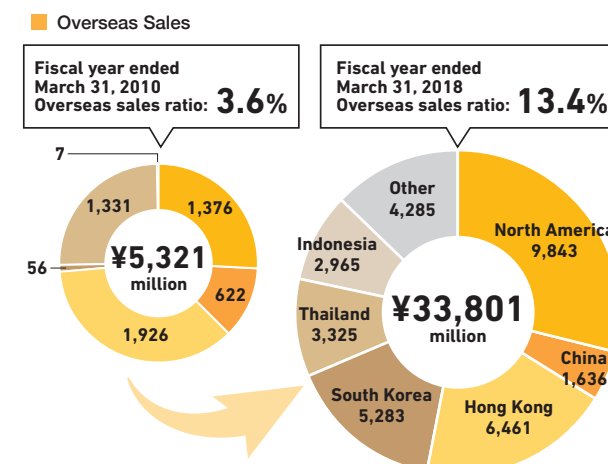 Overseas Sales
Fiscal year ended
March 31, 2010
Overseas sales ratio: 3.6%
Fiscal year ended
March 31, 2018
Overseas sales ratio: 13.4%
7
1,331
1,376
¥5,321
million
56
622
1,926
Other
4,285
North America
9,843
Indonesia
2,965
¥33,801
million
Thailand
3,325
China
1,636
South Korea
5,283
Hong Kong
6,461